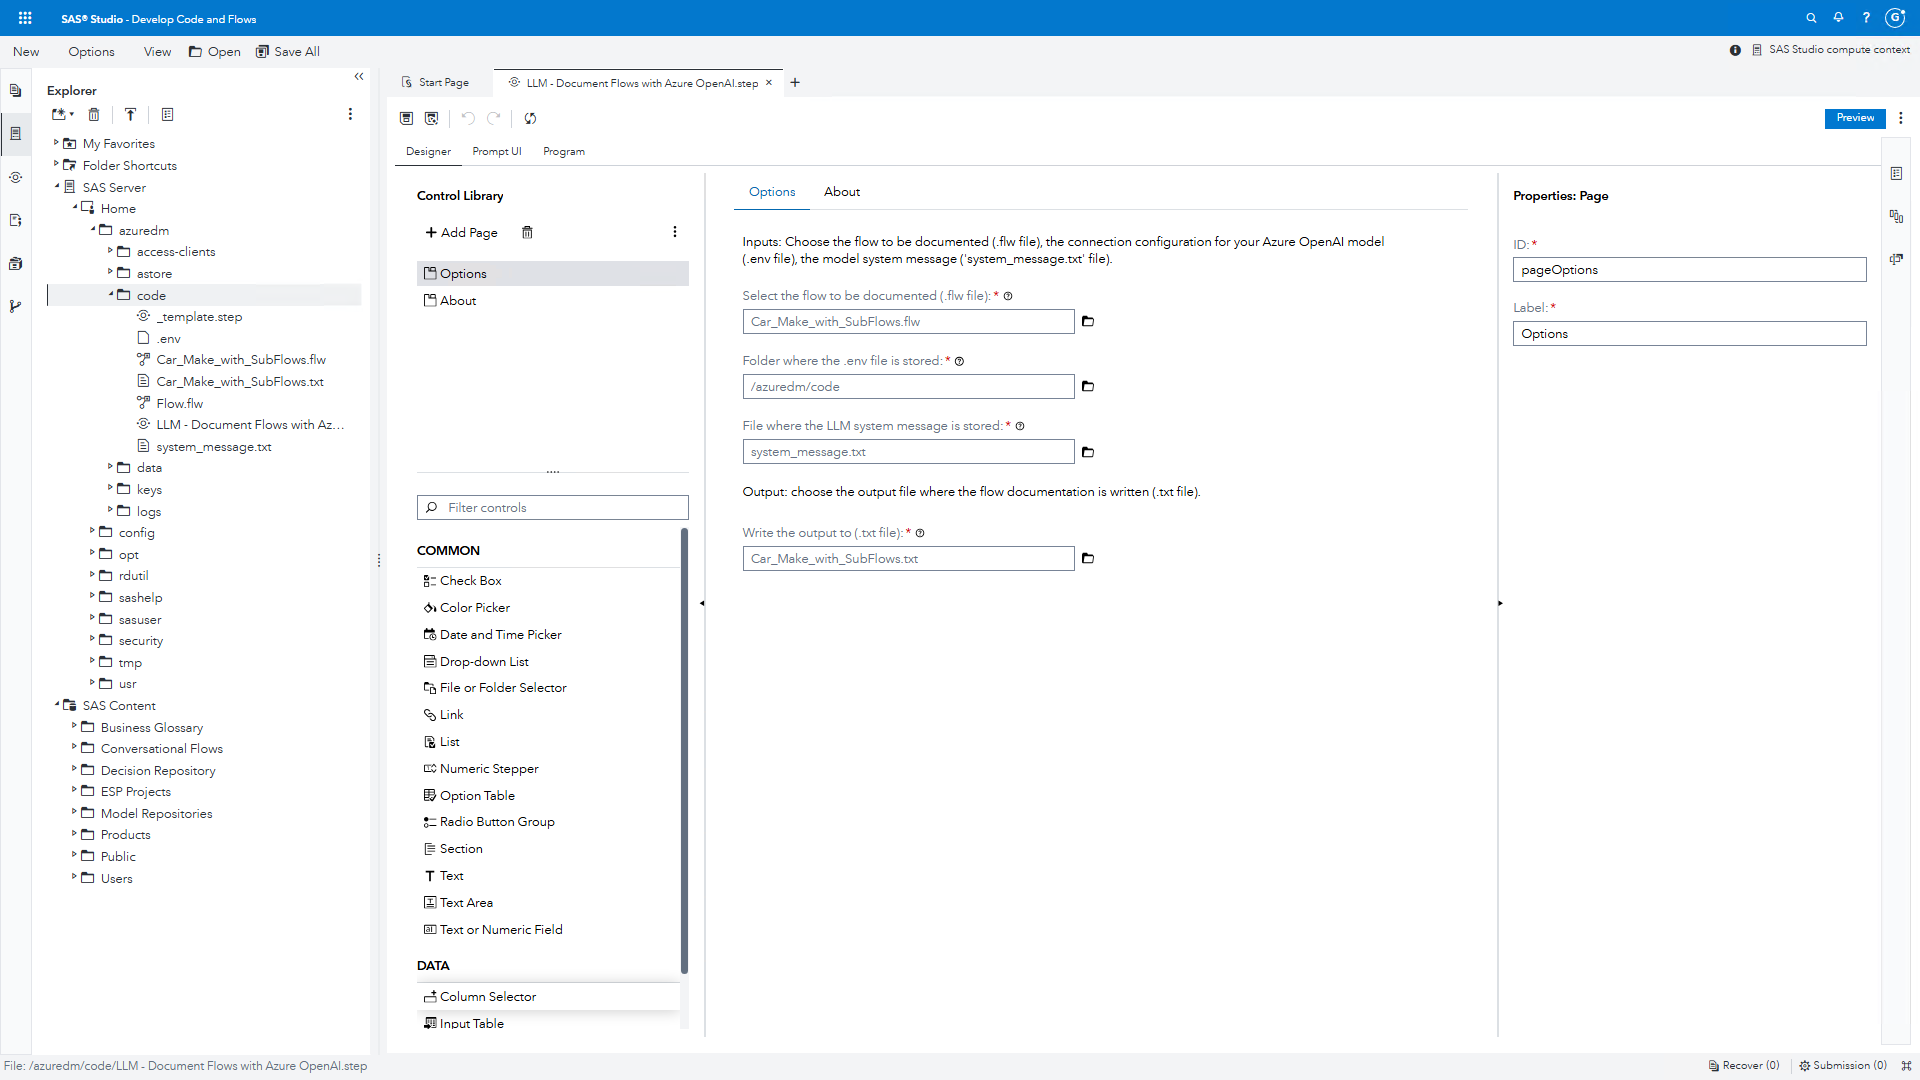 SAS® Studio - Develop Code and Flows
G
New
Options
View
Open
Save All
SAS Studio compute context
Explorer
My Favorites
Folder Shortcuts
SAS Server
Home
azuredm
access-clients
astore
code
_template.step
.env
Car_Make_with_SubFlows.flw
Car_Make_with_SubFlows.txt
Flow.flw
LLM - Document Flows with Az...
system_message.txt
data
keys
logs
config
opt
rdutil
sashelp
sasuser
security
tmp
usr
SAS Content
Business Glossary
Conversational Flows
Decision Repository
ESP Projects
Model Repositories
Products
Public
Users
Start Page
LLM - Document Flows with Azure OpenAI.step
Preview
Designer
Prompt UI
Program
Control Library
Add Page
Options
About
Filter controls
COMMON
Check Box
Color Picker
Date and Time Picker
Drop-down List
File or Folder Selector
Link
List
Numeric Stepper
Option Table
Radio Button Group
Section
Text
Text Area
Text or Numeric Field
DATA
Column Selector
Input Table
Options
About
Inputs: Choose the flow to be documented (.flw file), the connection configuration for your Azure OpenAI model
(.env file), the model system message ('system_message.txt' file).
Select the flow to be documented (.flw file): *
Car_Make_with_SubFlows.flw
Folder where the .env file is stored: *
/azuredm/code
File where the LLM system message is stored: *
system_message.txt
Output: choose the output file where the flow documentation is written (.txt file).
Write the output to (.txt file): *
Car_Make_with_SubFlows.txt
Properties: Page
ID: *
pageOptions
Label: *
Options
File: /azuredm/code/LLM - Document Flows with Azure OpenAI.step
Recover (0)
Submission (0)